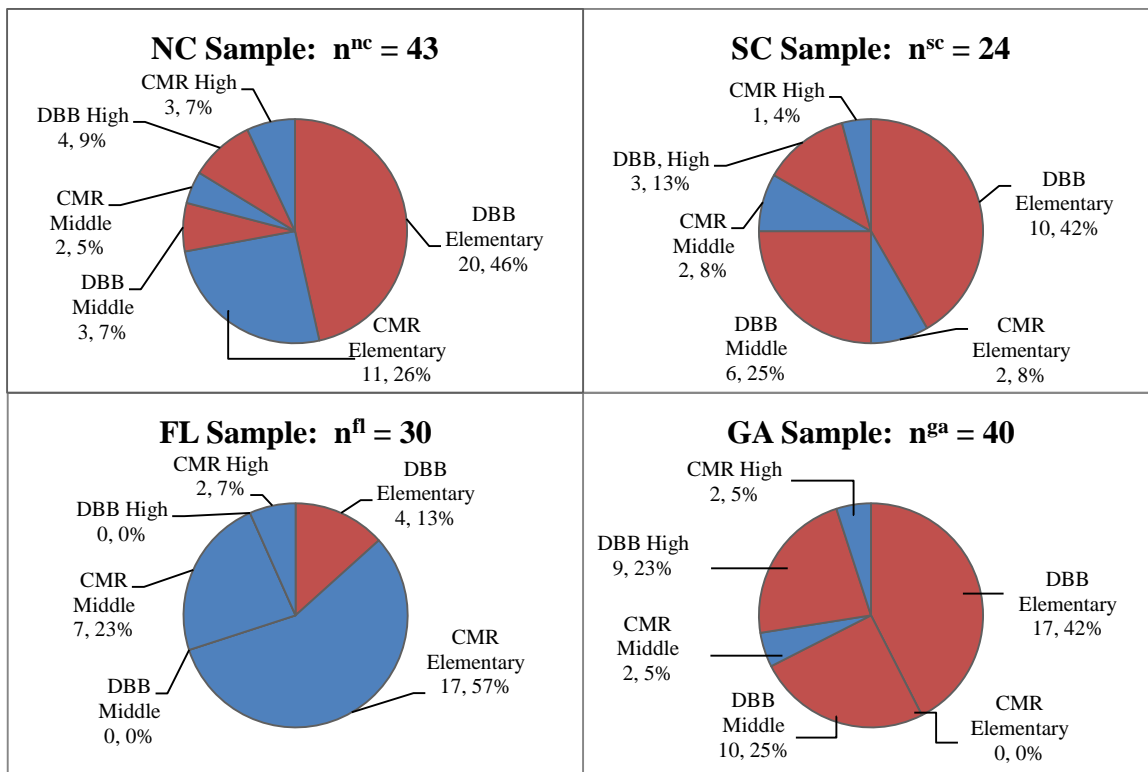 NC Sample: n^nc = 43
CMR High
3, 7%
DBB High
4, 9%
CMR
Middle
2, 5%
DBB
Middle
3, 7%
DBB
Elementary
20, 46%
CMR
Elementary
11, 26%
SC Sample: n^sc = 24
CMR High
1, 4%
DBB, High
3, 13%
CMR
Middle
2, 8%
DBB
Middle
6, 25%
DBB
Elementary
10, 42%
CMR
Elementary
2, 8%
FL Sample: n^fl = 30
CMR High
2, 7%
DBB High
0, 0%
CMR
Middle
7, 23%
DBB
Middle
0, 0%
DBB
Elementary
4, 13%
CMR
Elementary
17, 57%
GA Sample: n^ga = 40
CMR High
2, 5%
DBB High
9, 23%
CMR
Middle
2, 5%
DBB
Middle
10, 25%
DBB
Elementary
17, 42%
CMR
Elementary
0, 0%